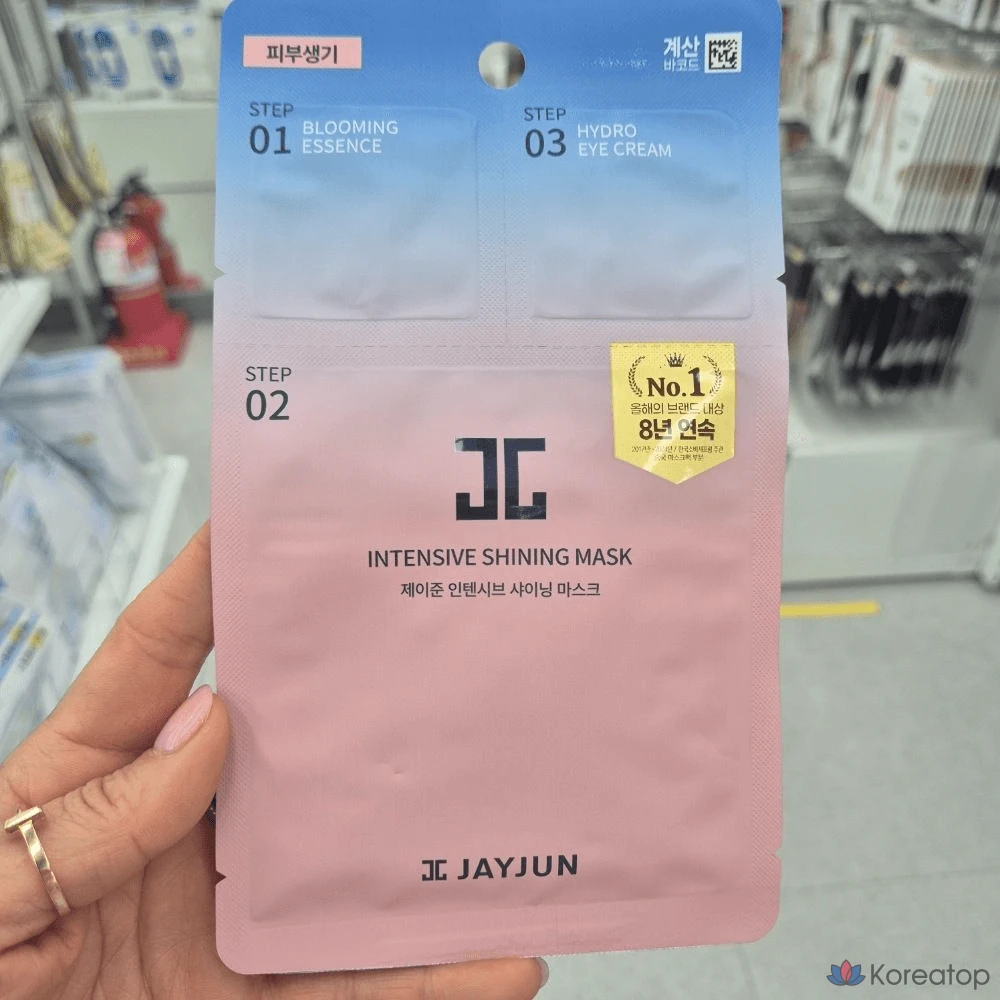 피부생기
계산
바코드
STEP
01
BLOOMING
ESSENCE
STEP
03
HYDRO
EYE CREAM
STEP
02
No.1
올해의 브랜드 대상
8년 연속
INTENSIVE SHINING MASK
제이준 인텐시브 샤이닝 마스크
JAYJUN
Koreatop